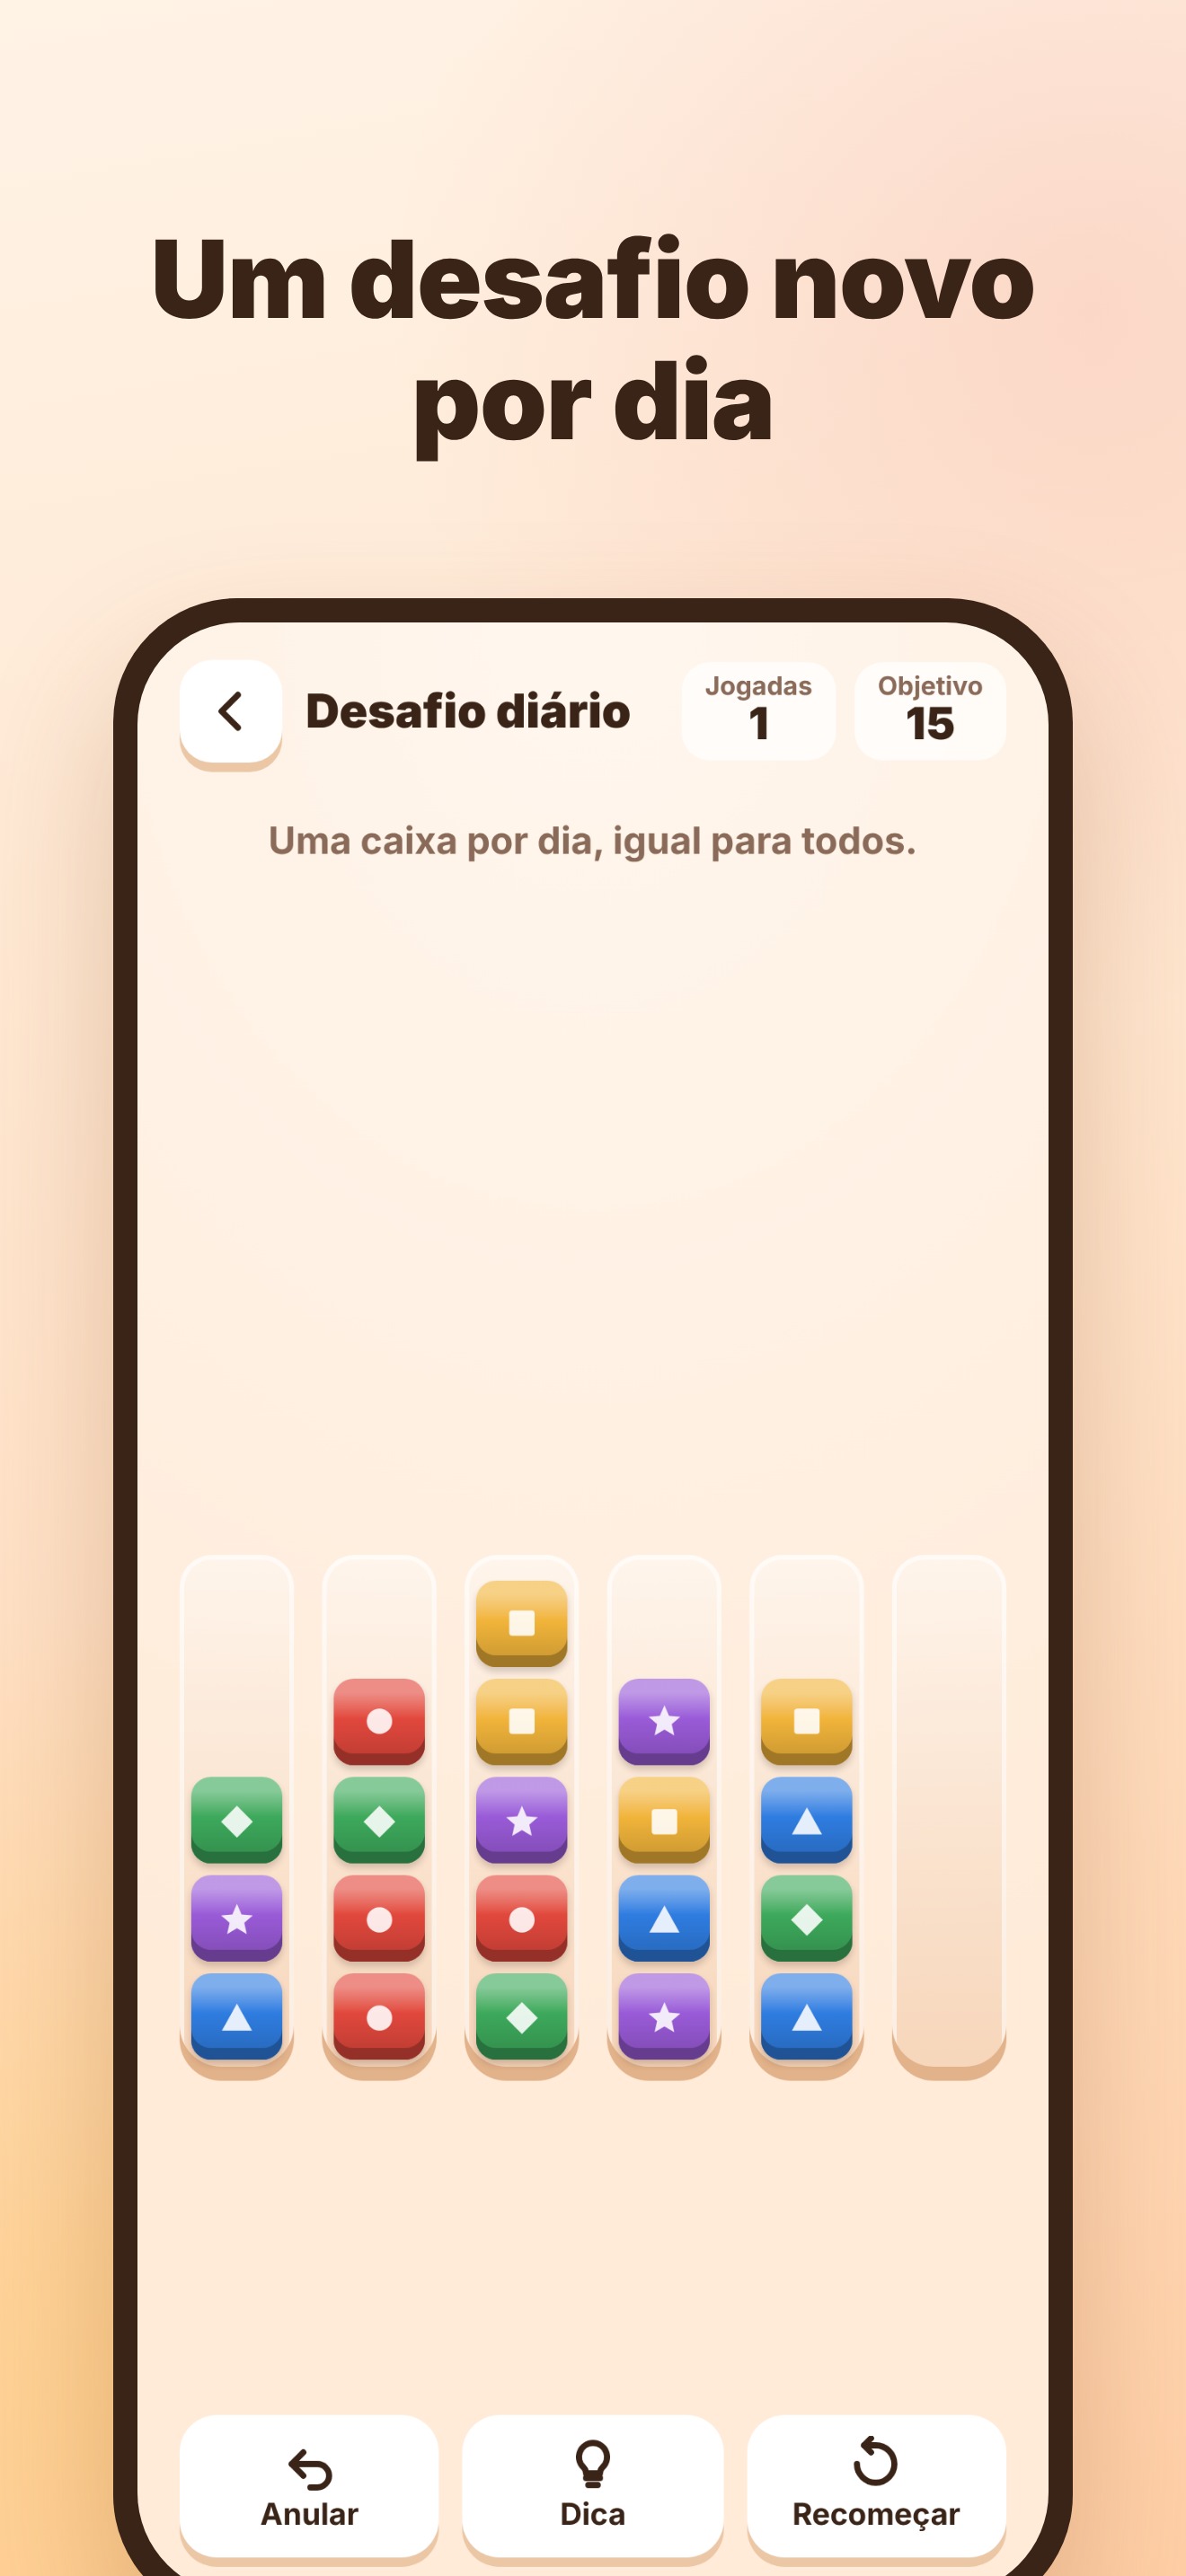 Um desafio novo
por dia
Desafio diário
Jogadas
1
Objetivo
15
Uma caixa por dia, igual para todos.
Anular
Dica
Recomeçar